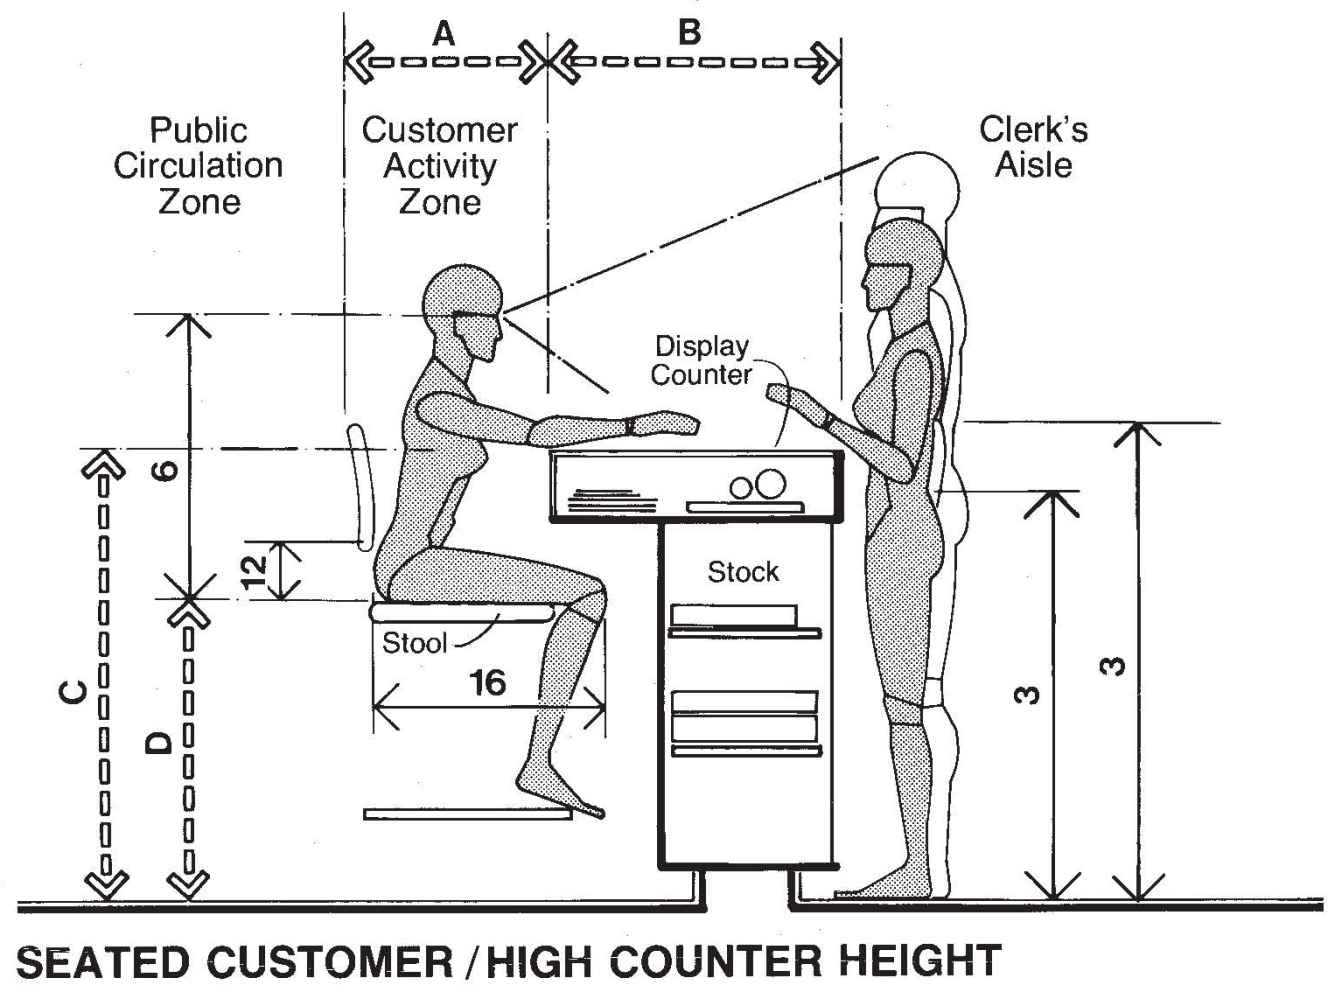 A
B
Public
Circulation
Zone
Customer
Activity
Zone
Clerk's
Aisle
Display
Counter
6
12
Stock
Stool
16
C
D
3
3
SEATED CUSTOMER / HIGH COUNTER HEIGHT